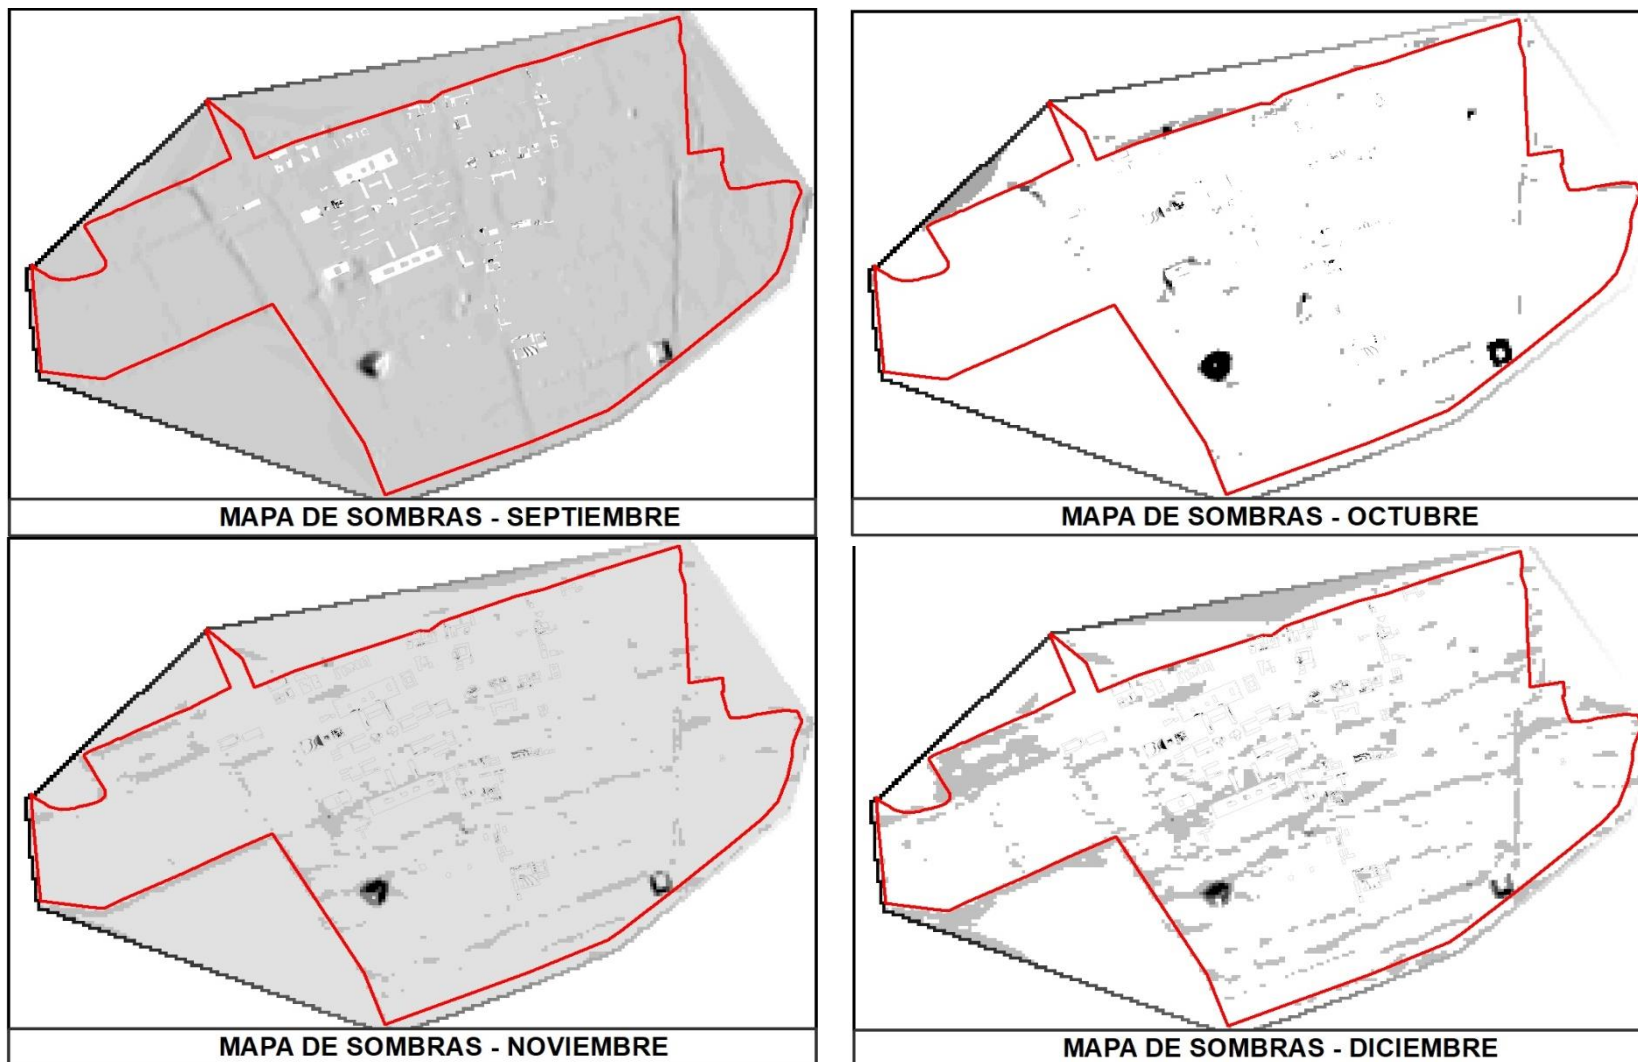 MAPA DE SOMBRAS - SEPTIEMBRE
MAPA DE SOMBRAS - OCTUBRE
MAPA DE SOMBRAS - NOVIEMBRE
MAPA DE SOMBRAS - DICIEMBRE